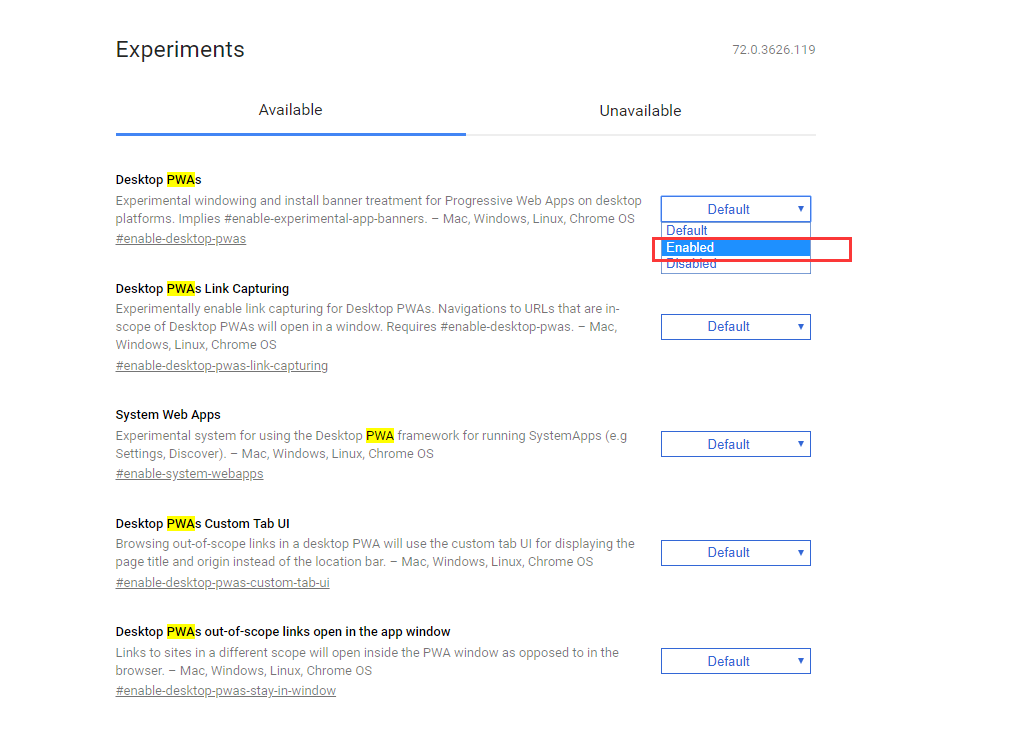 Experiments
72.0.3626.119
Available
Unavailable
Desktop PWAs
Experimental windowing and install banner treatment for Progressive Web Apps on desktop
platforms. Implies #enable-experimental-app-banners. – Mac, Windows, Linux, Chrome OS
#enable-desktop-pwas
Default
Default
Enabled
Disabled
Desktop PWAs Link Capturing
Experimentally enable link capturing for Desktop PWAs. Navigations to URLs that are in-
scope of Desktop PWAs will open in a window. Requires #enable-desktop-pwas. – Mac,
Windows, Linux, Chrome OS
#enable-desktop-pwas-link-capturing
Default
System Web Apps
Experimental system for using the Desktop PWA framework for running SystemApps (e.g
Settings, Discover). – Mac, Windows, Linux, Chrome OS
#enable-system-webapps
Default
Desktop PWAs Custom Tab UI
Browsing out-of-scope links in a desktop PWA will use the custom tab UI for displaying the
page title and origin instead of the location bar. – Mac, Windows, Linux, Chrome OS
#enable-desktop-pwas-custom-tab-ui
Default
Desktop PWAs out-of-scope links open in the app window
Links to sites in a different scope will open inside the PWA window as opposed to in the
browser. – Mac, Windows, Linux, Chrome OS
#enable-desktop-pwas-stay-in-window
Default